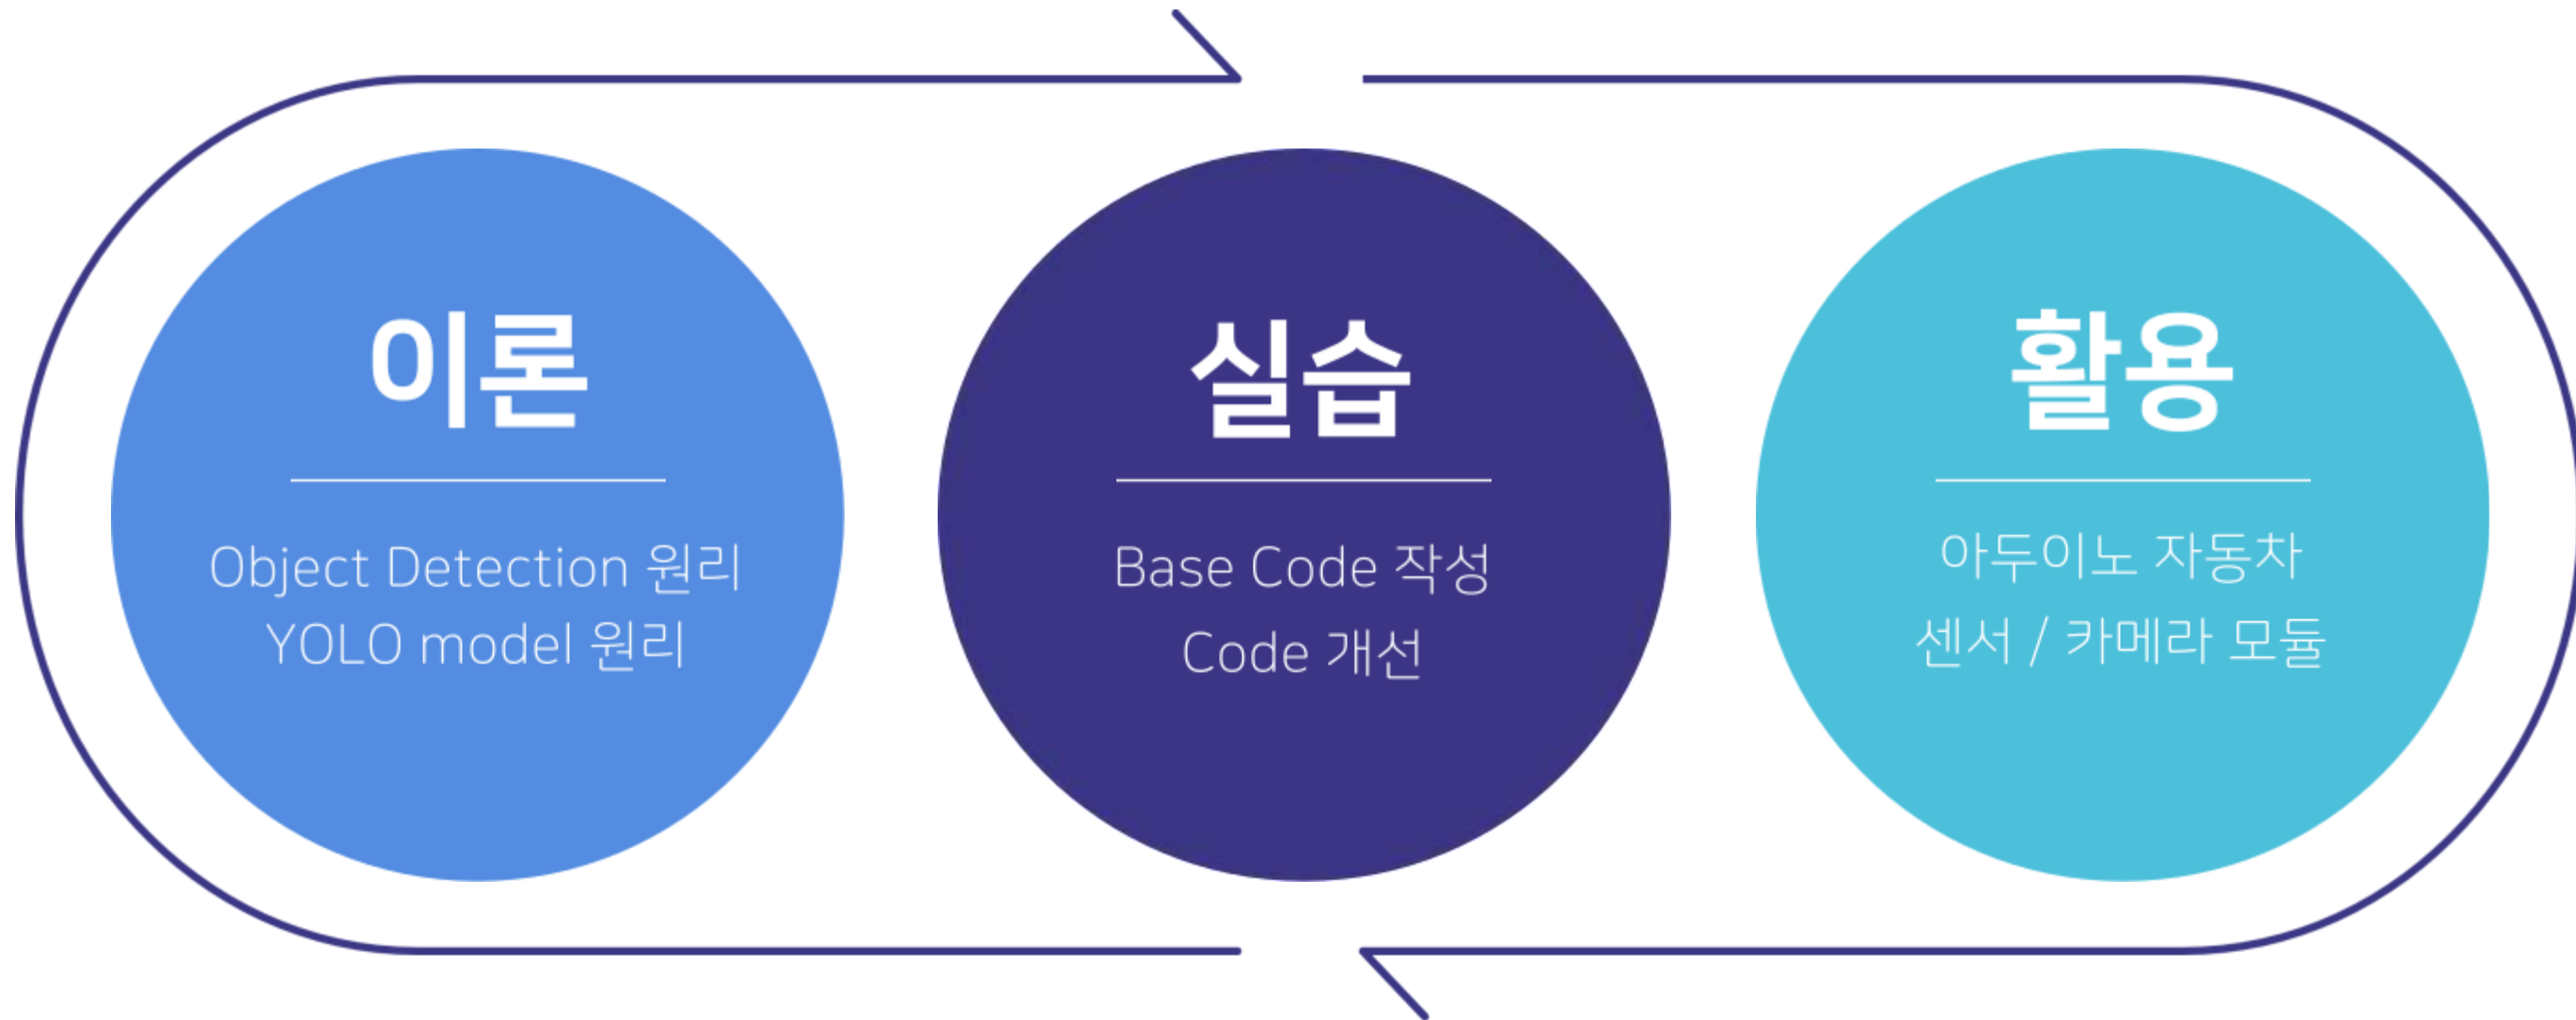 이론
Object Detection 원리
YOLO model 원리
실습
Base Code 작성
Code 개선
활용
아두이노 자동차
센서 / 카메라 모듈